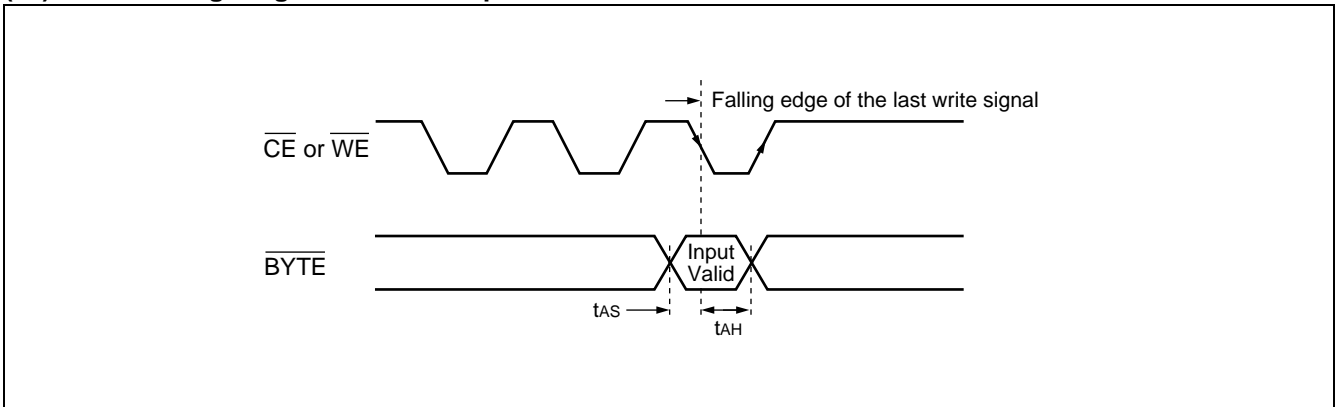 Falling edge of the last write signal
CE or WE
BYTE
Input
Valid
tAS
tAH